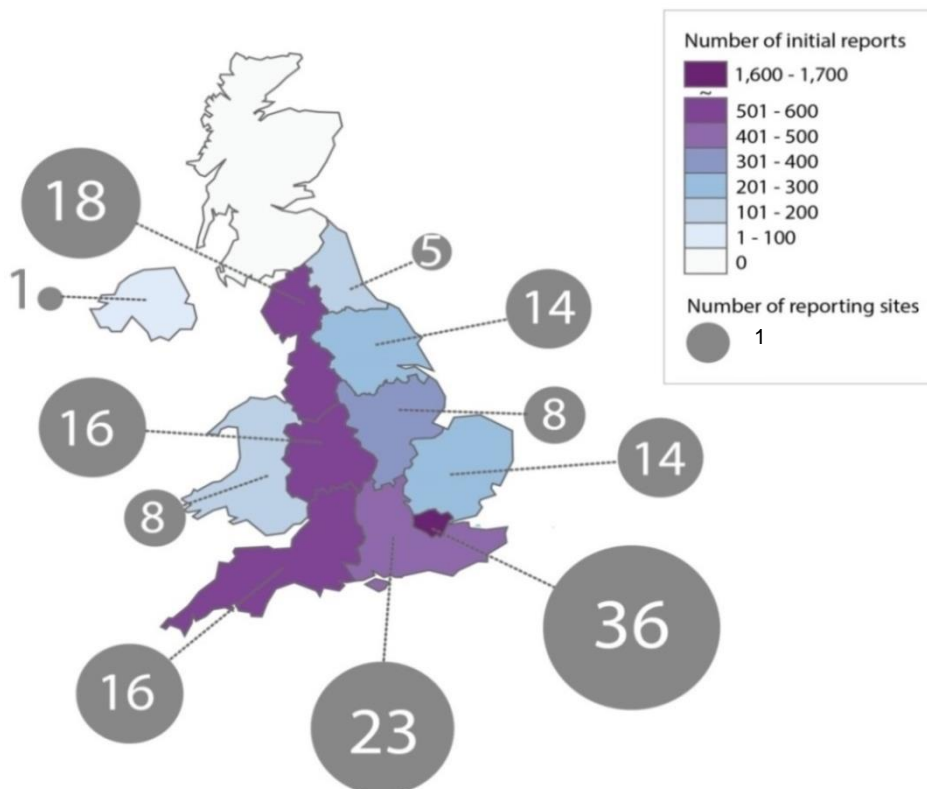 Number of initial reports
1,600 - 1,700
~
501 - 600
401 - 500
301 - 400
201 - 300
101 - 200
1 - 100
0
Number of reporting sites
1
18
5
1
14
16
8
14
8
36
16
23